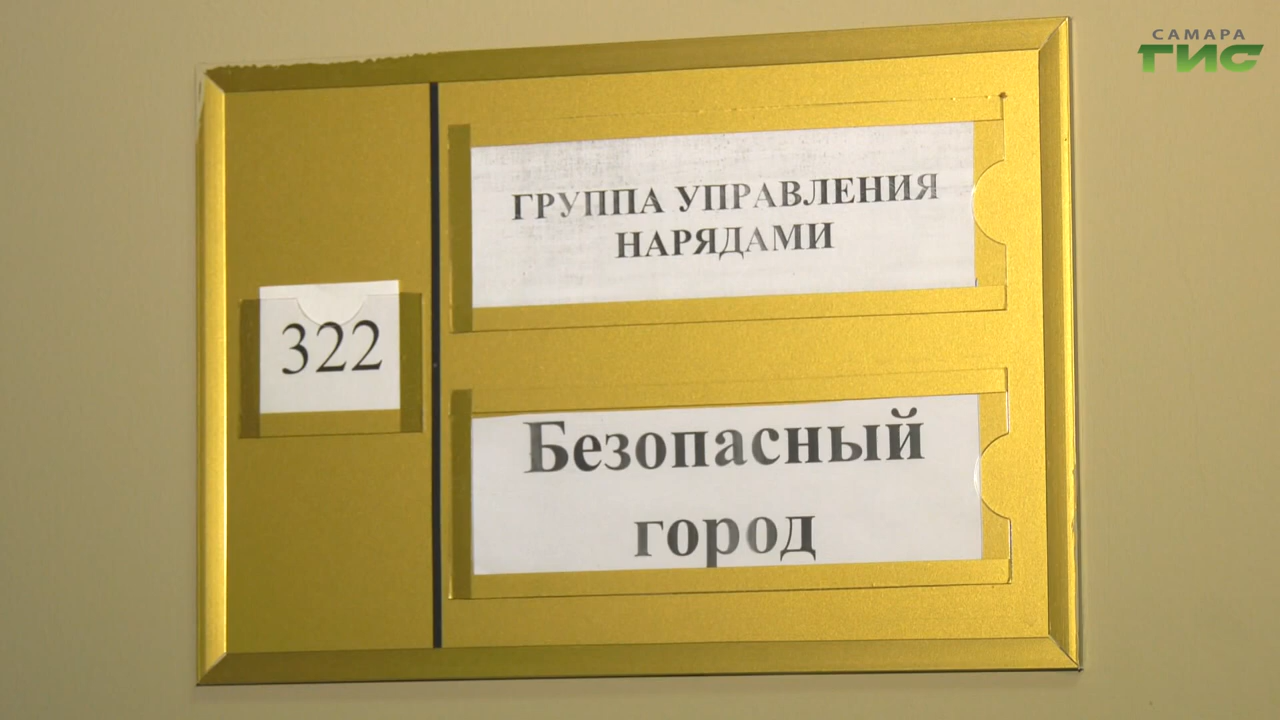 САМАРА
ГИС
322
ГРУППА УПРАВЛЕНИЯ
НАРЯДАМИ
Безопасный
город